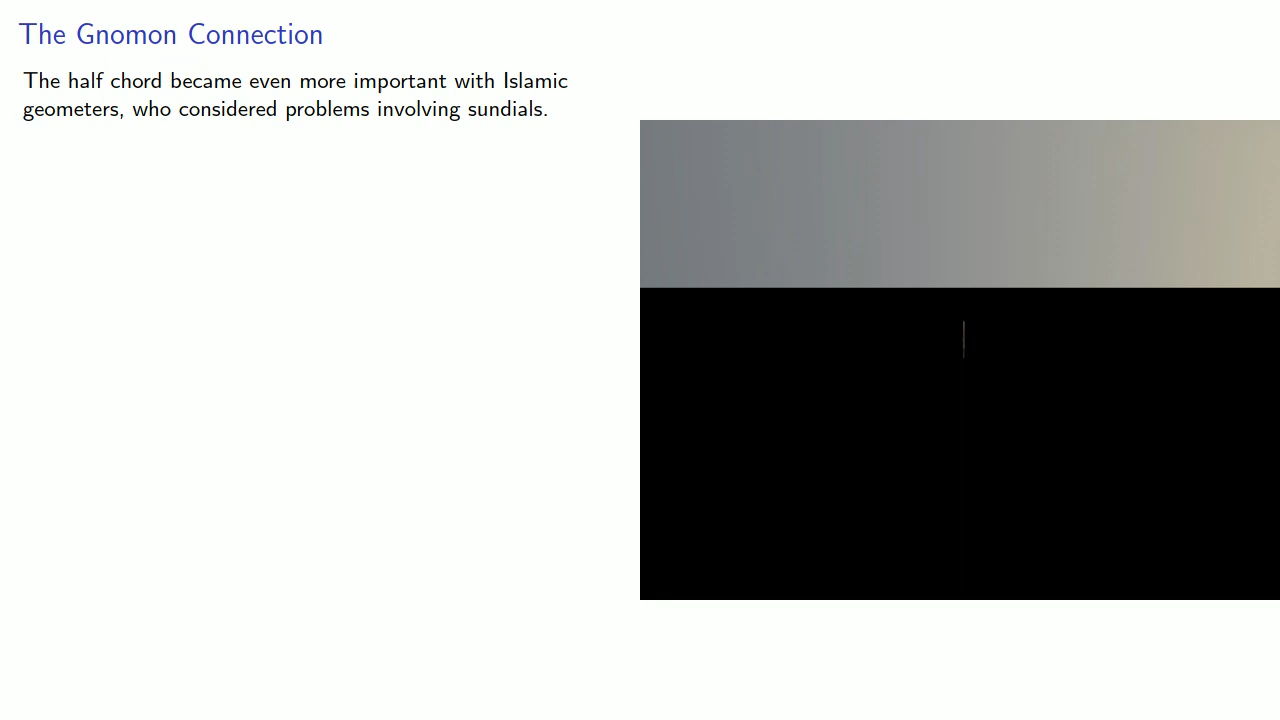 The Gnomon Connection
The half chord became even more important with Islamic
geometers, who considered problems involving sundials.